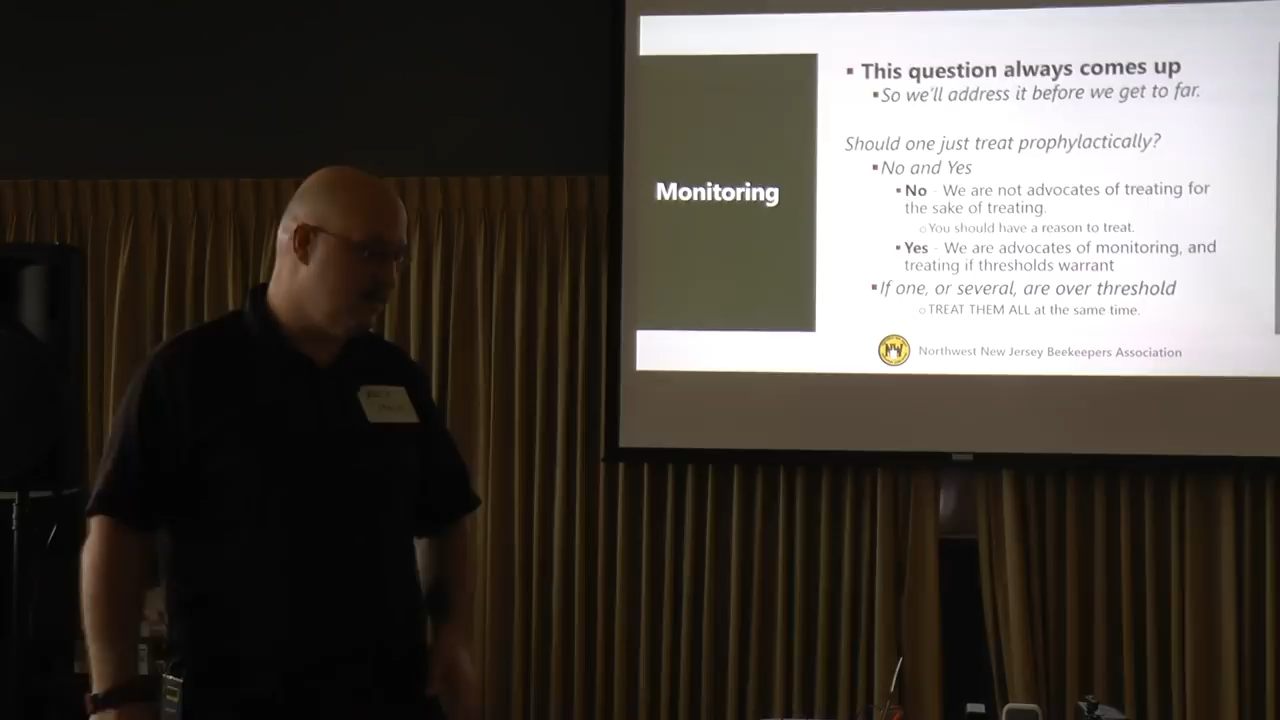 This question always comes up
So we'll address it before we get to far.
Monitoring
Should one just treat prophylactically?
No and Yes
No - We are not advocates of treating for
the sake of treating.
You should have a reason to treat.
Yes - We are advocates of monitoring, and
treating if thresholds warrant
If one, or several, are over threshold
TREAT THEM ALL at the same time.
NW
Northwest New Jersey Beekeepers Association